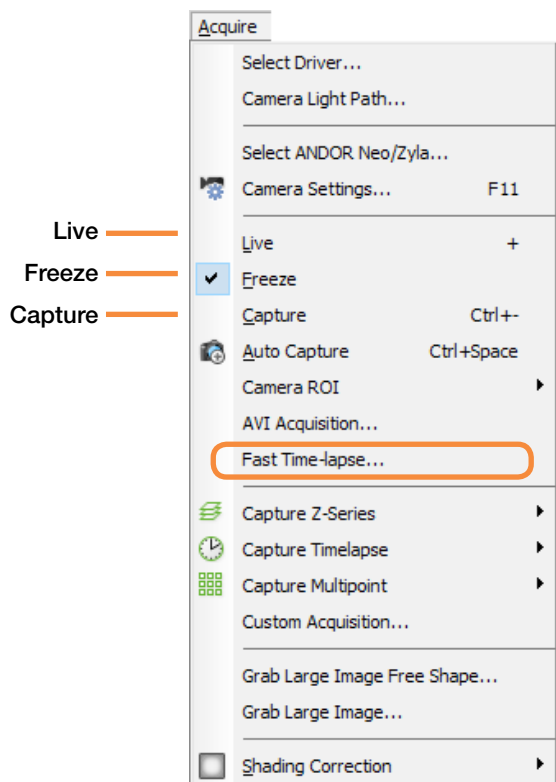 Acquire
Select Driver...
Camera Light Path...
Select ANDOR Neo/Zyla...
Camera Settings... F11
Live
Live +
Freeze
Freeze
Capture
Capture Ctrl+-
Auto Capture Ctrl+Space
Camera ROI
AVI Acquisition...
Fast Time-lapse...
Capture Z-Series
Capture Timelapse
Capture Multipoint
Custom Acquisition...
Grab Large Image Free Shape...
Grab Large Image...
Shading Correction